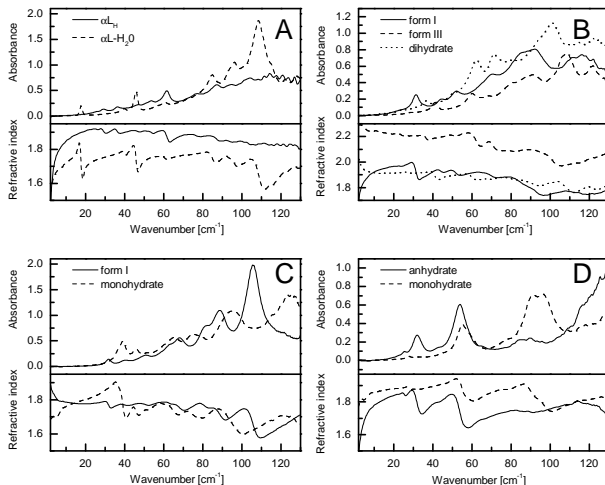 A
αL_H
αL-H₂0
Absorbance
2.0
1.5
1.0
0.5
0.0
Refractive index
1.8
1.6
20 40 60 80 100 120
Wavenumber [cm⁻¹]
B
form I
form III
dihydrate
Absorbance
1.2
1.0
0.8
0.6
0.4
0.2
0.0
Refractive index
2.2
2.0
1.8
20 40 60 80 100 120
Wavenumber [cm⁻¹]
C
form I
monohydrate
Absorbance
2.0
1.5
1.0
0.5
0.0
Refractive index
1.8
1.6
20 40 60 80 100 120
Wavenumber [cm⁻¹]
D
anhydrate
monohydrate
Absorbance
1.0
0.8
0.6
0.4
0.2
0.0
Refractive index
1.8
1.6
20 40 60 80 100 120
Wavenumber [cm⁻¹]